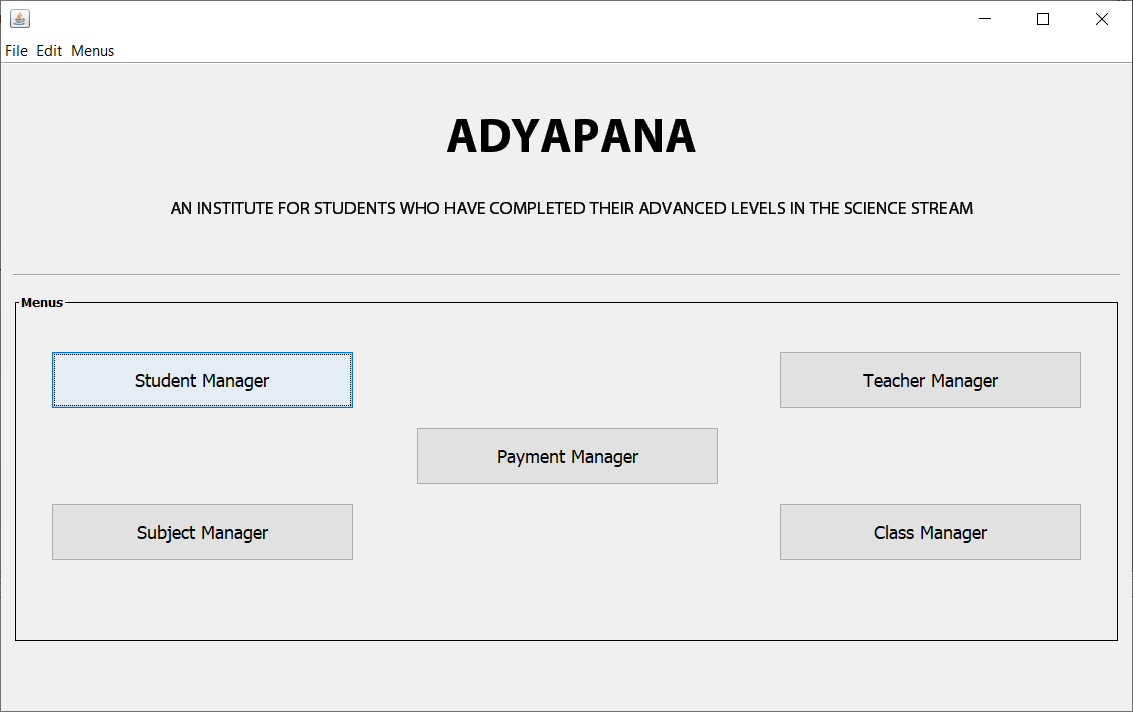 File Edit Menus
ADYAPANA
AN INSTITUTE FOR STUDENTS WHO HAVE COMPLETED THEIR ADVANCED LEVELS IN THE SCIENCE STREAM
Menus
Student Manager
Teacher Manager
Payment Manager
Subject Manager
Class Manager